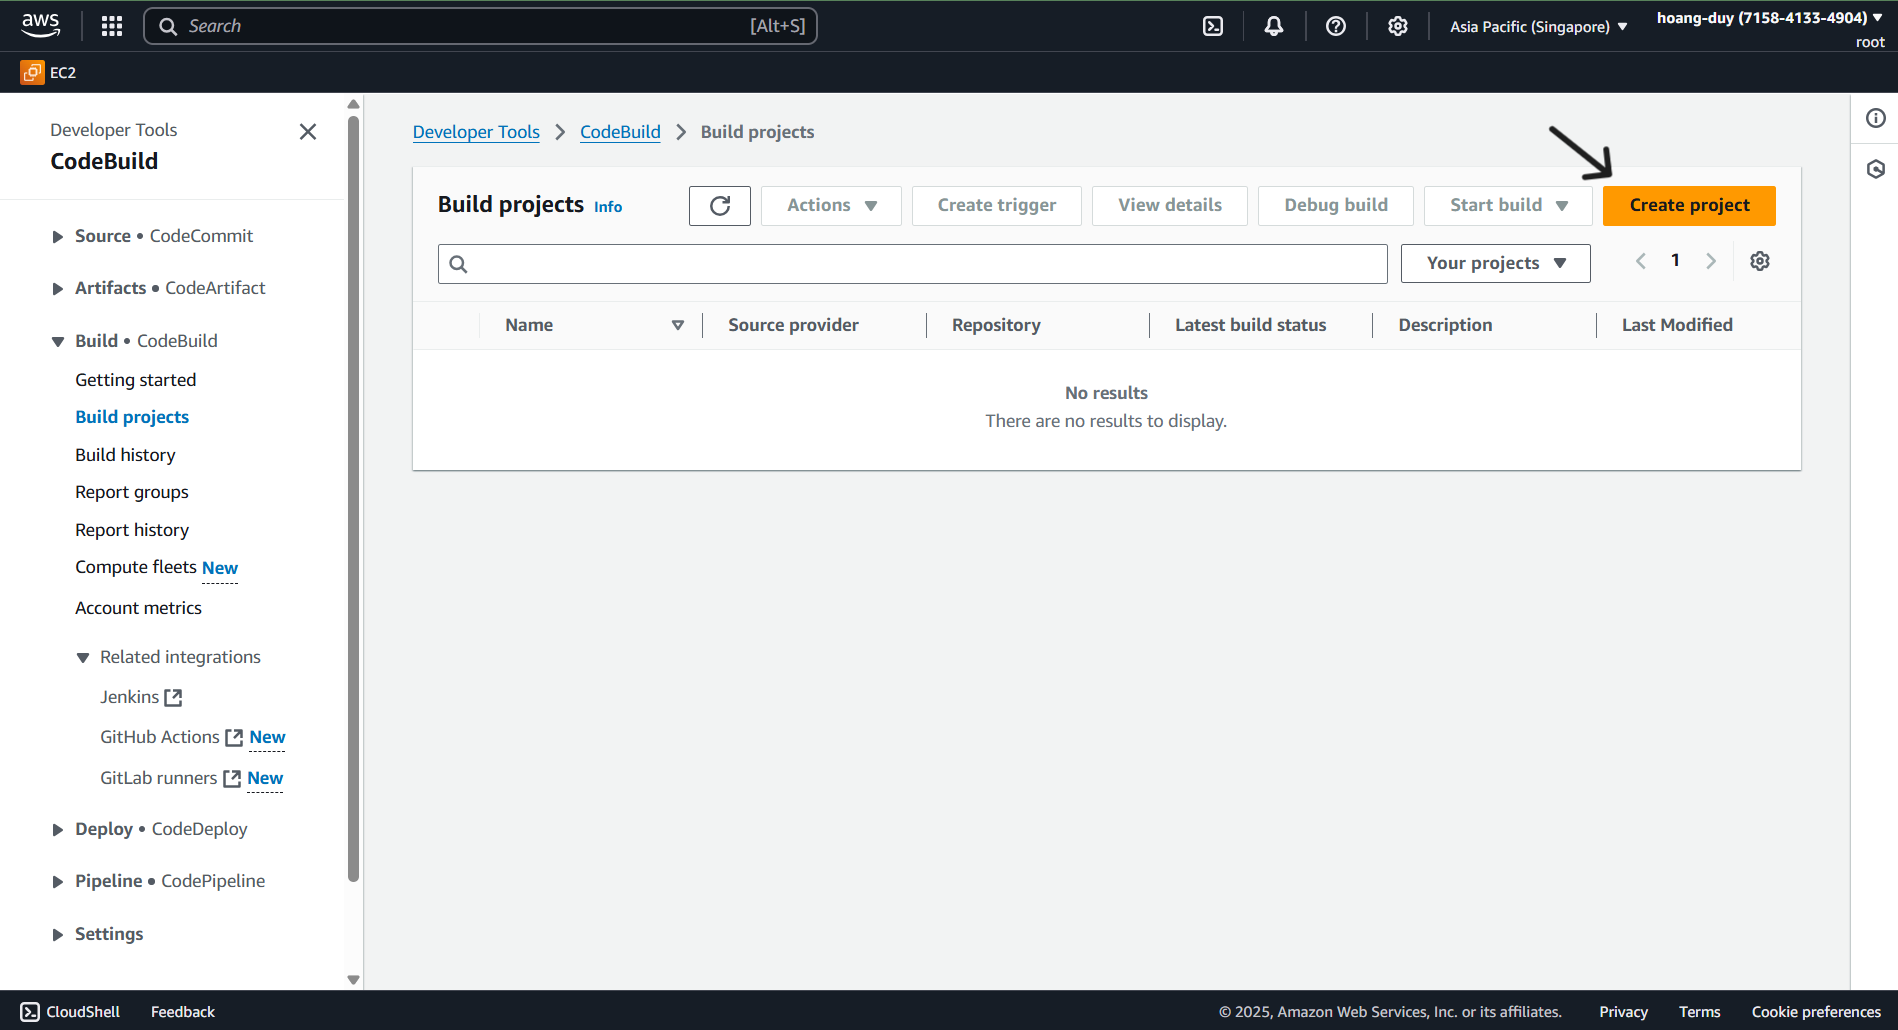 aws
Search [Alt+S]
Asia Pacific (Singapore)
hoang-duy (7158-4133-4904)
root
EC2
Developer Tools
CodeBuild
Source • CodeCommit
Artifacts • CodeArtifact
Build • CodeBuild
Getting started
Build projects
Build history
Report groups
Report history
Compute fleets New
Account metrics
Related integrations
Jenkins
GitHub Actions New
GitLab runners New
Deploy • CodeDeploy
Pipeline • CodePipeline
Settings
Developer Tools > CodeBuild > Build projects
Build projects Info
Actions
Create trigger
View details
Debug build
Start build
Create project
Your projects
1
Name Source provider Repository Latest build status Description Last Modified
No results
There are no results to display.
CloudShell Feedback © 2025, Amazon Web Services, Inc. or its affiliates. Privacy Terms Cookie preferences